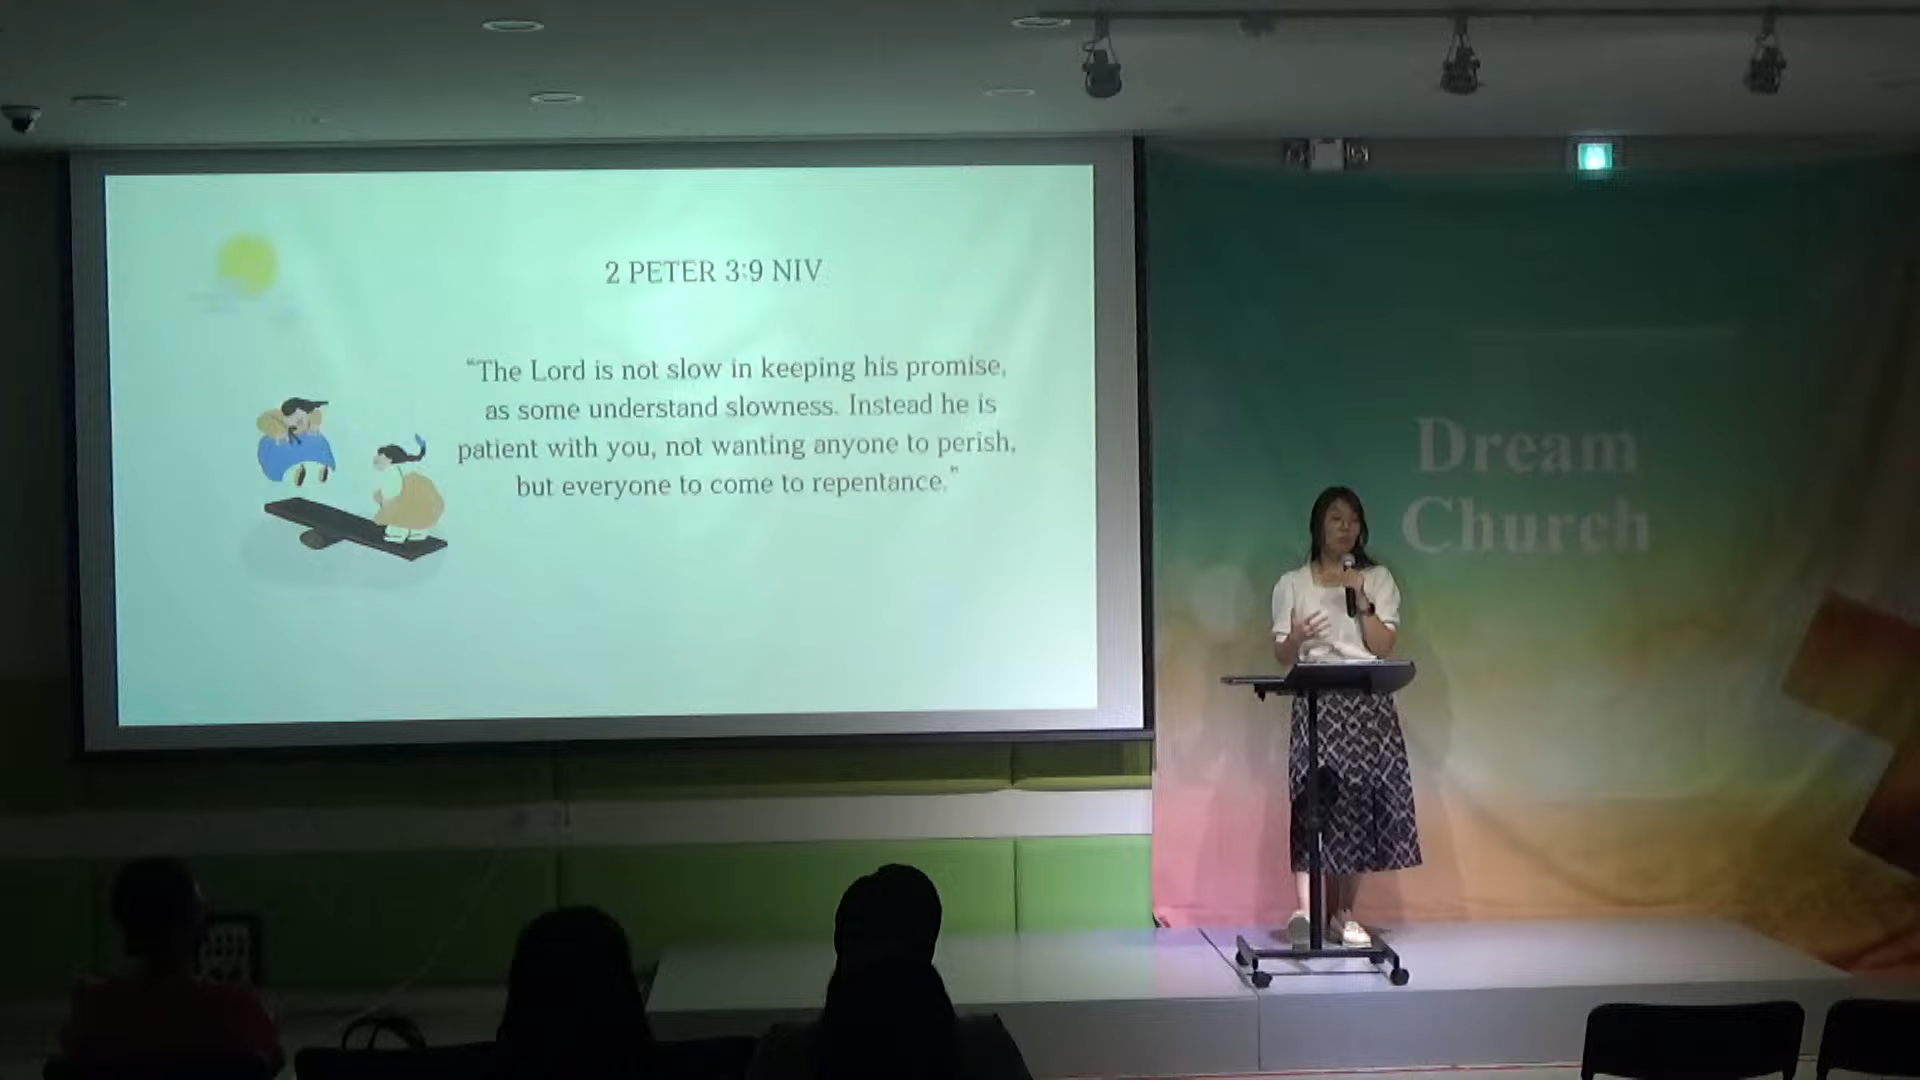 2 PETER 3:9 NIV
“The Lord is not slow in keeping his promise,
as some understand slowness. Instead he is
patient with you, not wanting anyone to perish,
but everyone to come to repentance.”
Dream
Church